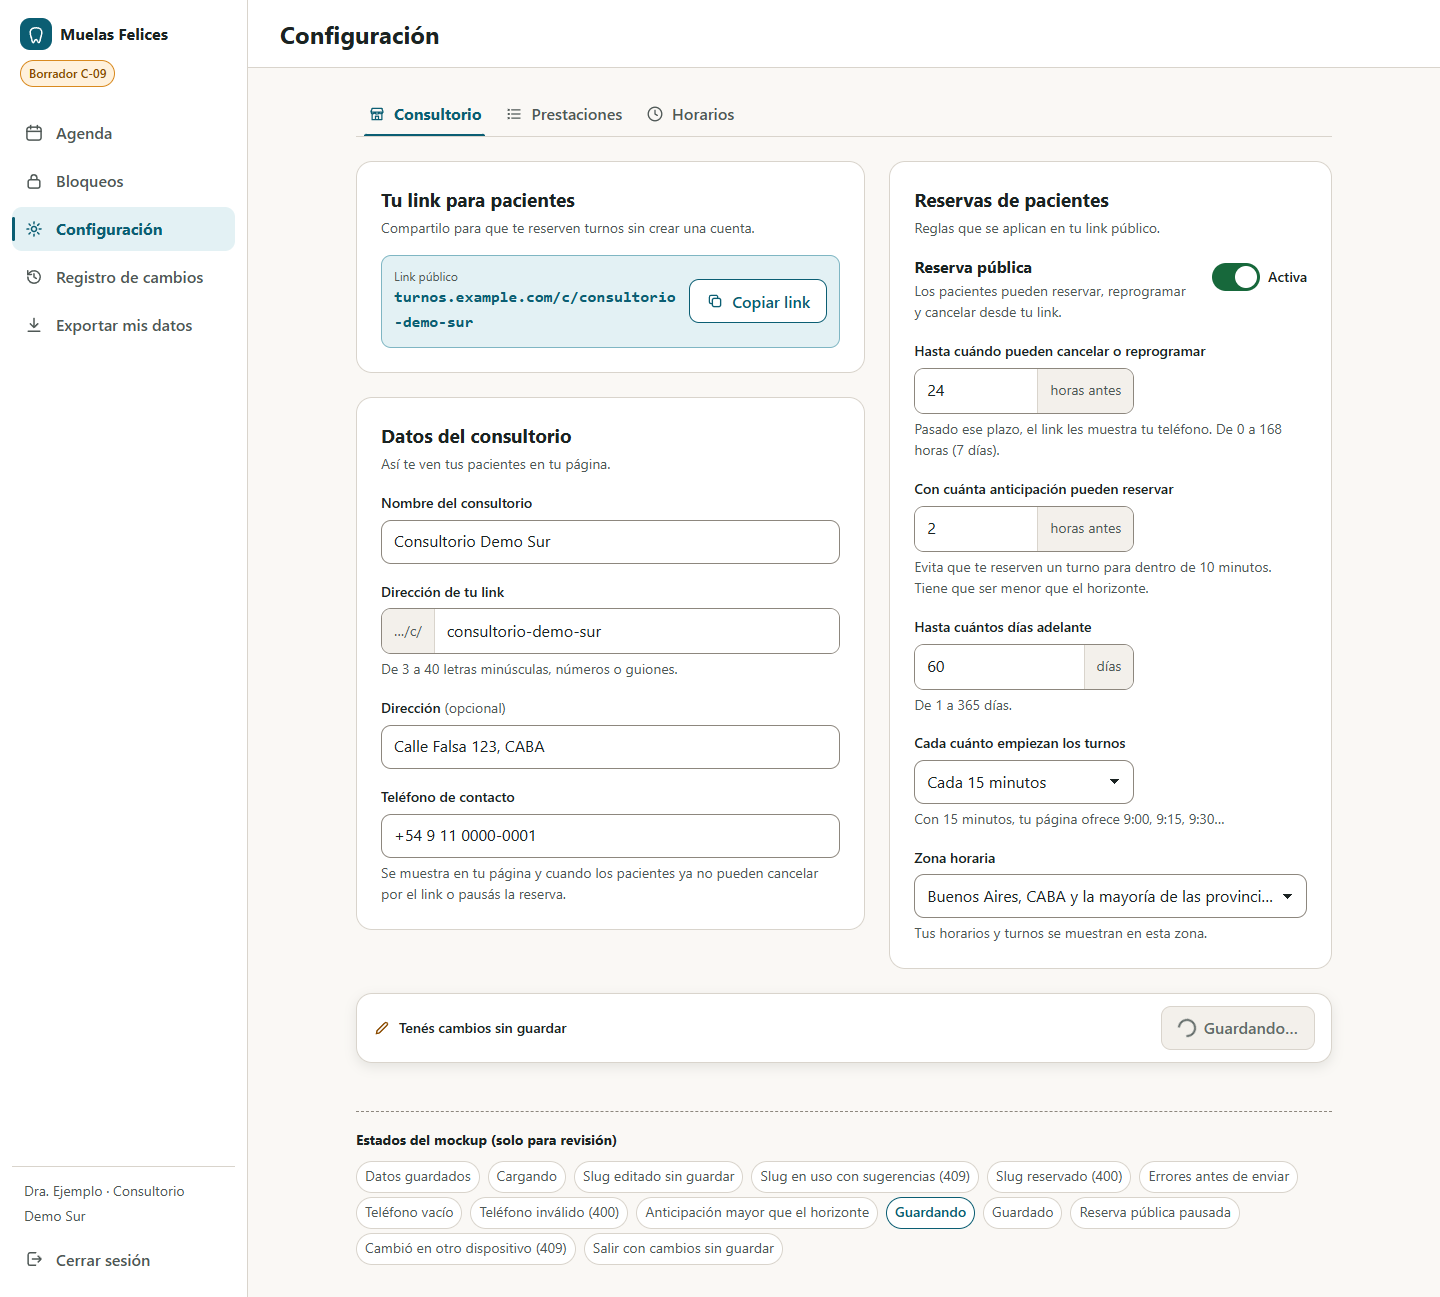 Muelas Felices
Borrador C-09
Agenda
Bloqueos
Configuración
Registro de cambios
Exportar mis datos
Dra. Ejemplo · Consultorio
Demo Sur
Cerrar sesión
Configuración
Consultorio
Prestaciones
Horarios
Tu link para pacientes
Compartilo para que te reserven turnos sin crear una cuenta.
Link público
turnos.example.com/c/consultorio
-demo-sur
Copiar link
Datos del consultorio
Así te ven tus pacientes en tu página.
Nombre del consultorio
Consultorio Demo Sur
Dirección de tu link
.../c/ consultorio-demo-sur
De 3 a 40 letras minúsculas, números o guiones.
Dirección (opcional)
Calle Falsa 123, CABA
Teléfono de contacto
+54 9 11 0000-0001
Se muestra en tu página y cuando los pacientes ya no pueden cancelar
por el link o pausás la reserva.
Reservas de pacientes
Reglas que se aplican en tu link público.
Reserva pública
Los pacientes pueden reservar, reprogramar
y cancelar desde tu link.
Activa
Hasta cuándo pueden cancelar o reprogramar
24 horas antes
Pasado ese plazo, el link les muestra tu teléfono. De 0 a 168
horas (7 días).
Con cuánta anticipación pueden reservar
2 horas antes
Evita que te reserven un turno para dentro de 10 minutos.
Tiene que ser menor que el horizonte.
Hasta cuántos días adelante
60 días
De 1 a 365 días.
Cada cuánto empiezan los turnos
Cada 15 minutos
Con 15 minutos, tu página ofrece 9:00, 9:15, 9:30...
Zona horaria
Buenos Aires, CABA y la mayoría de las provinci...
Tus horarios y turnos se muestran en esta zona.
Tenés cambios sin guardar
Guardando...
Estados del mockup (solo para revisión)
Datos guardados Cargando Slug editado sin guardar Slug en uso con sugerencias (409) Slug reservado (400) Errores antes de enviar
Teléfono vacío Teléfono inválido (400) Anticipación mayor que el horizonte Guardando Guardado Reserva pública pausada
Cambió en otro dispositivo (409) Salir con cambios sin guardar